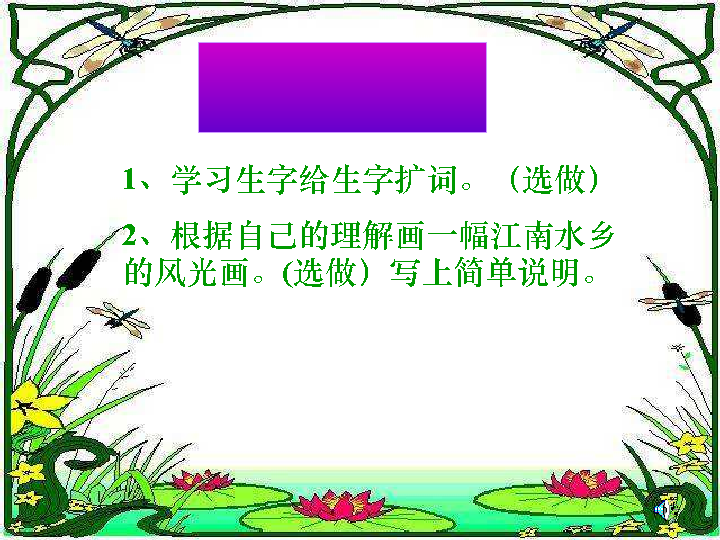 1、学习生字给生字扩词。（选做）
2、根据自己的理解画一幅江南水乡
的风光画。(选做）写上简单说明。